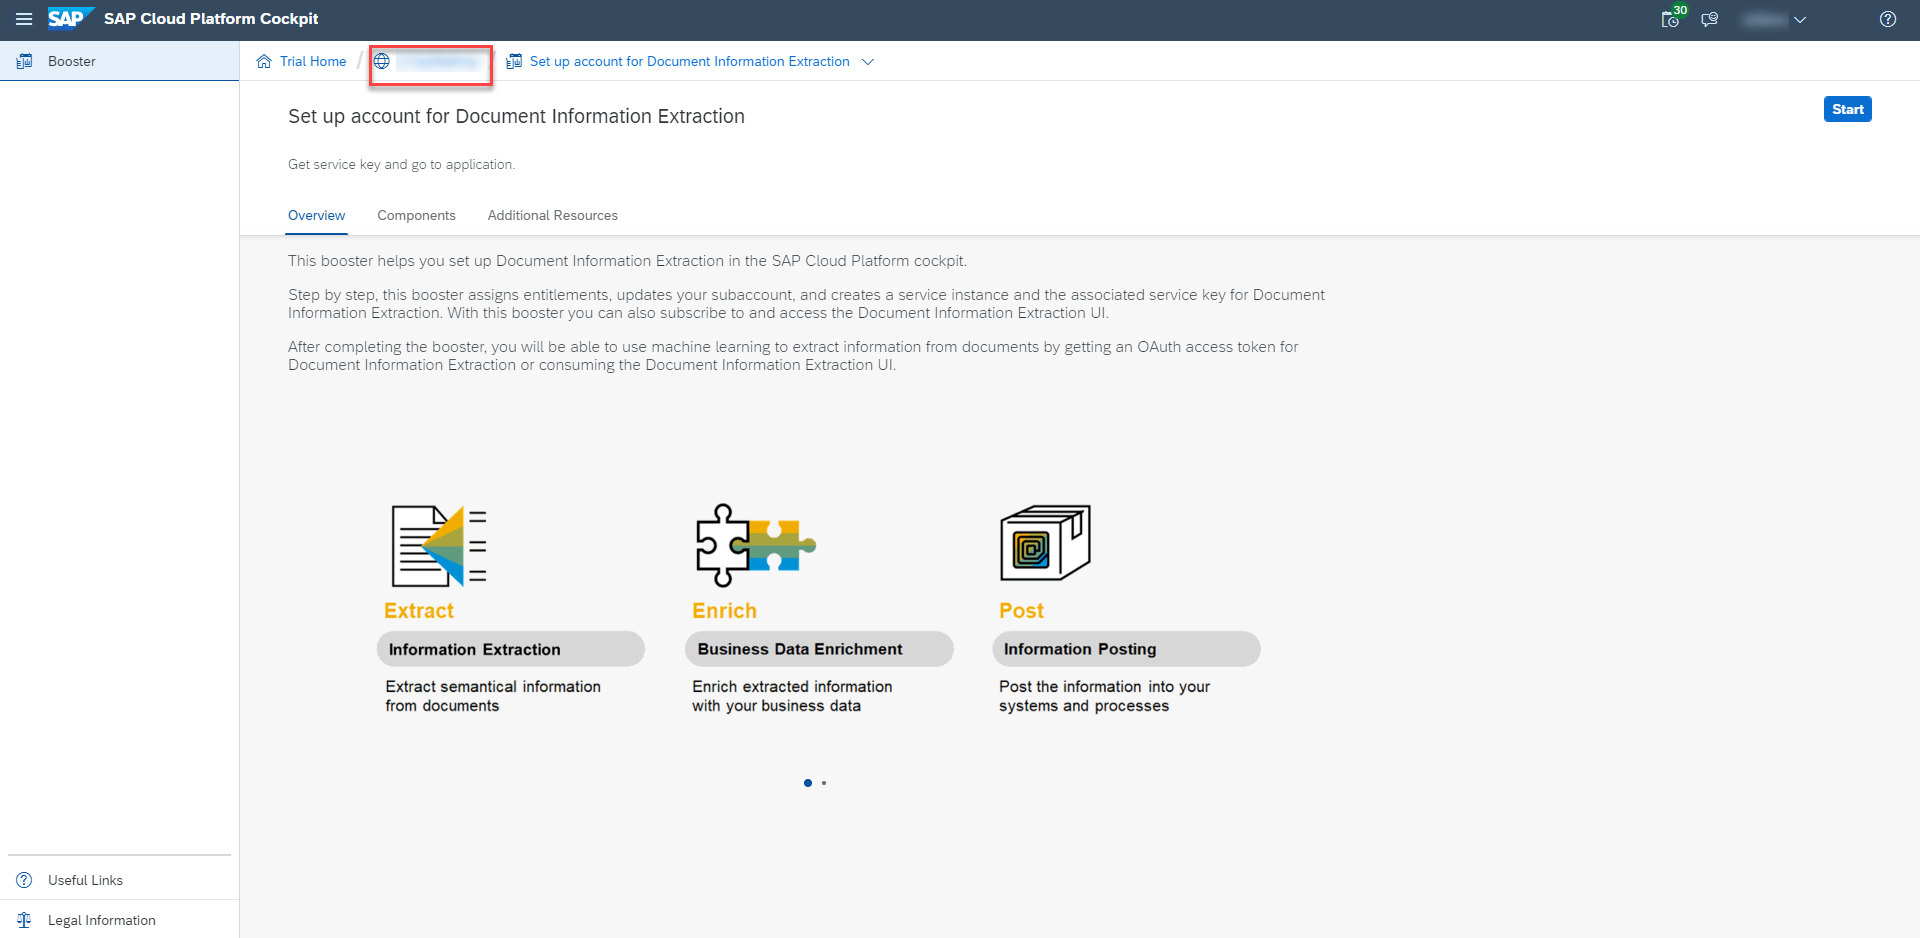 SAP SAP Cloud Platform Cockpit 30
Booster
Trial Home / Set up account for Document Information Extraction
Set up account for Document Information Extraction
Start
Get service key and go to application.
Overview Components Additional Resources
This booster helps you set up Document Information Extraction in the SAP Cloud Platform cockpit.
Step by step, this booster assigns entitlements, updates your subaccount, and creates a service instance and the associated service key for Document
Information Extraction. With this booster you can also subscribe to and access the Document Information Extraction UI.
After completing the booster, you will be able to use machine learning to extract information from documents by getting an OAuth access token for
Document Information Extraction or consuming the Document Information Extraction UI.
Extract
Information Extraction
Extract semantical information
from documents
Enrich
Business Data Enrichment
Enrich extracted information
with your business data
Post
Information Posting
Post the information into your
systems and processes
Useful Links
Legal Information